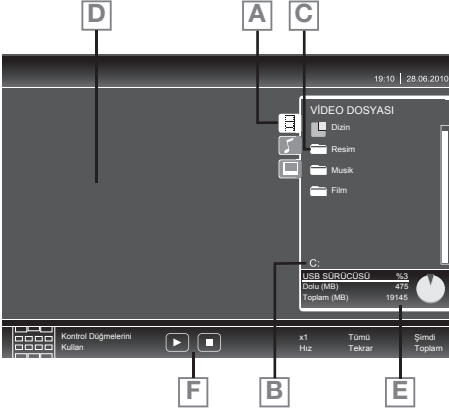 D
A
C
19:10 28.06.2010
VİDEO DOSYASI
Dizin
Resim
Musik
Film
C:
USB SÜRÜCÜSÜ %3
Dolu (MB) 475
Toplam (MB) 19145
Kontrol Düğmelerini
Kullan
x1 Tümü Şimdi
Hız Tekrar Toplam
F
B
E